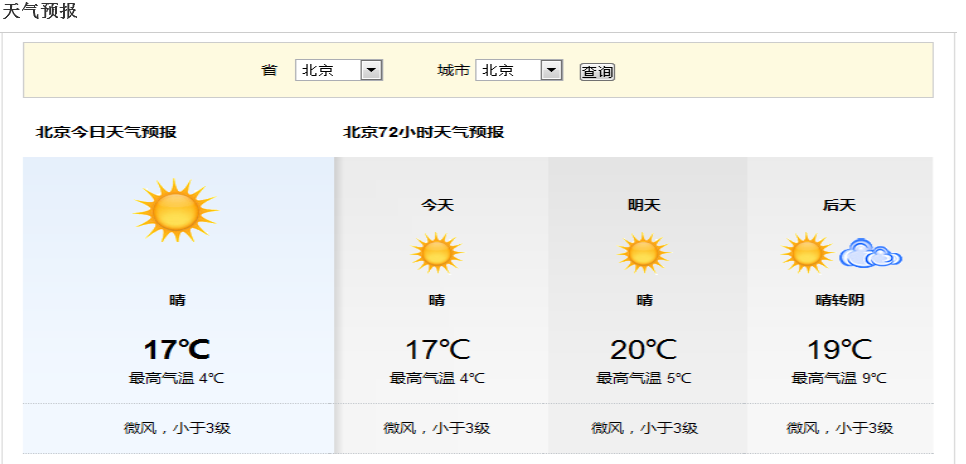 天气预报
省 北京 城市 北京 查询
北京今日天气预报 北京72小时天气预报
今天 明天 后天
晴 晴 晴 晴转阴
17℃ 17℃ 20℃ 19℃
最高气温 4℃ 最高气温 4℃ 最高气温 5℃ 最高气温 9℃
微风，小于3级 微风，小于3级 微风，小于3级 微风，小于3级